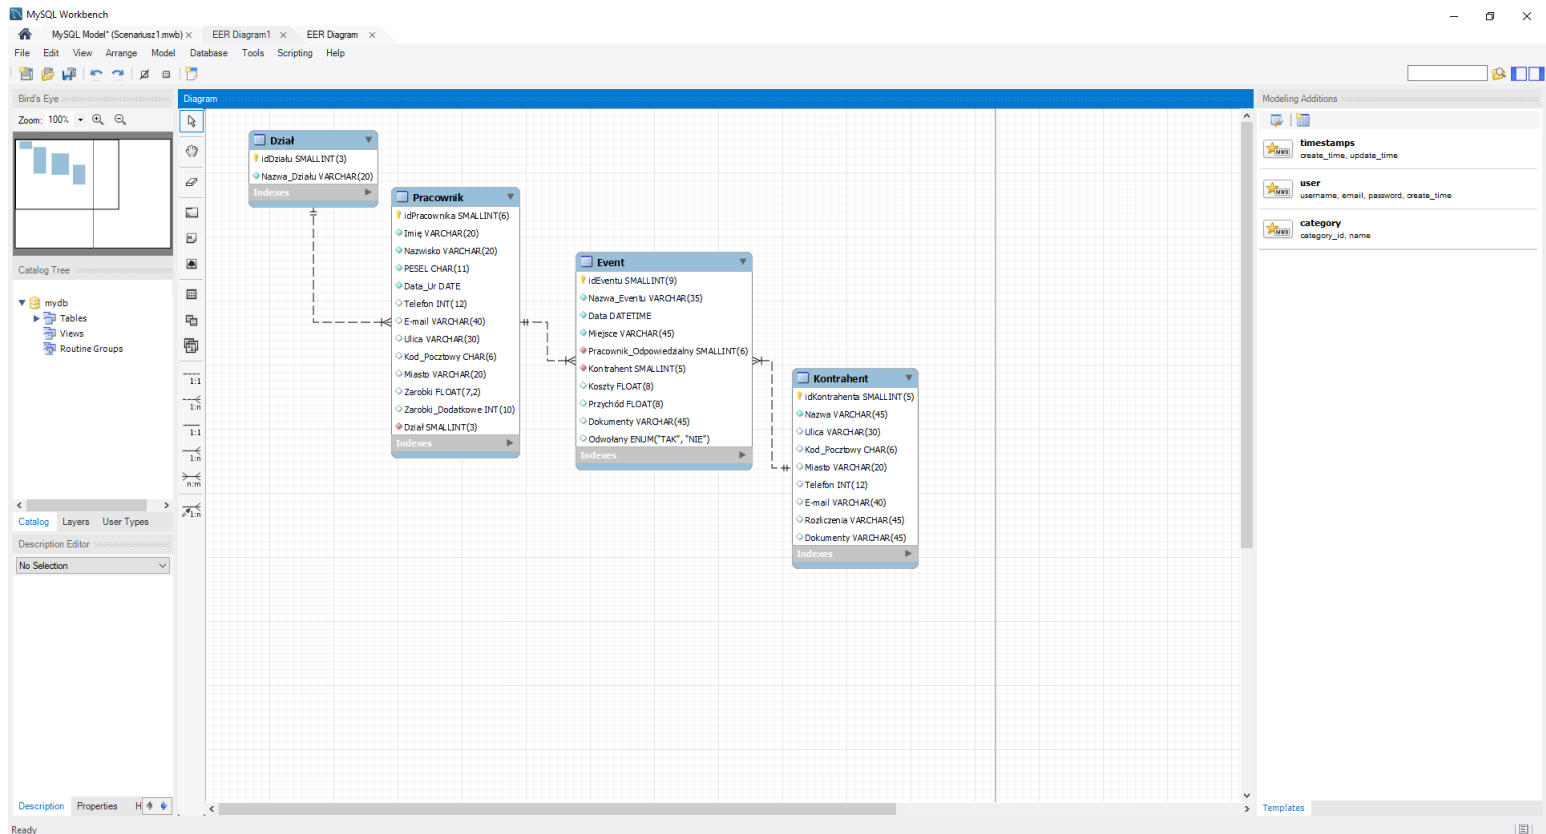 MySQL Workbench
MySQL Model* (Scenariusz1.mwb) × EER Diagram1 × EER Diagram ×
File Edit View Arrange Model Database Tools Scripting Help
Bird's Eye
Zoom: 100%
Catalog Tree
mydb
Tables
Views
Routine Groups
Catalog Layers User Types
Description Editor
No Selection
Description Properties H
Ready
1:1
1:n
1:1
1:n
n:m
1:n
Diagram
Dział
idDziału SMALLINT(3)
Nazwa_Działu VARCHAR(20)
Indexes
Pracownik
idPracownika SMALLINT(6)
Imię VARCHAR(20)
Nazwisko VARCHAR(20)
PESEL CHAR(11)
Data_Ur DATE
Telefon INT(12)
E-mail VARCHAR(40)
Ulica VARCHAR(30)
Kod_Pocztowy CHAR(6)
Miasto VARCHAR(20)
Zarobki FLOAT(7,2)
Zarobki_Dodatkowe INT(10)
Dział SMALLINT(3)
Indexes
Event
idEventu SMALLINT(9)
Nazwa_Eventu VARCHAR(35)
Data DATETIME
Miejsce VARCHAR(45)
Pracownik_Odpowiedzialny SMALLINT(6)
Kontrahent SMALLINT(5)
Koszty FLOAT(8)
Przychód FLOAT(8)
Dokumenty VARCHAR(45)
Odwołany ENUM("TAK", "NIE")
Indexes
Kontrahent
idKontrahenta SMALLINT(5)
Nazwa VARCHAR(45)
Ulica VARCHAR(30)
Kod_Pocztowy CHAR(6)
Miasto VARCHAR(20)
Telefon INT(12)
E-mail VARCHAR(40)
Rozliczenia VARCHAR(45)
Dokumenty VARCHAR(45)
Indexes
Modeling Additions
timestamps
create_time, update_time
user
username, email, password, create_time
category
category_id, name
Templates